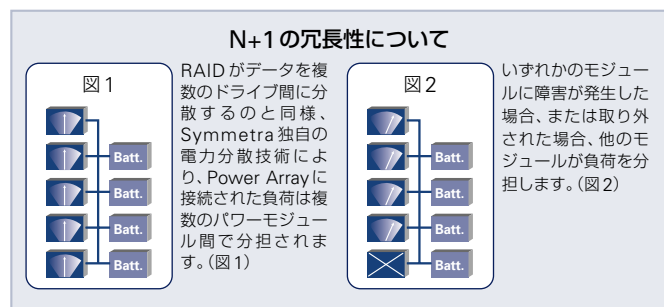 N+1の冗長性について
図1
Batt.
Batt.
Batt.
Batt.
RAIDがデータを複
数のドライブ間に分
散するのと同様、
Symmetra独自の
電力分散技術によ
り、Power Arrayに
接続された負荷は複
数のパワーモジュー
ル間で分担されま
す。(図1)
図2
Batt.
Batt.
Batt.
Batt.
いずれかのモジュー
ルに障害が発生した
場合、または取り外
された場合、他のモ
ジュールが負荷を分
担します。(図2)